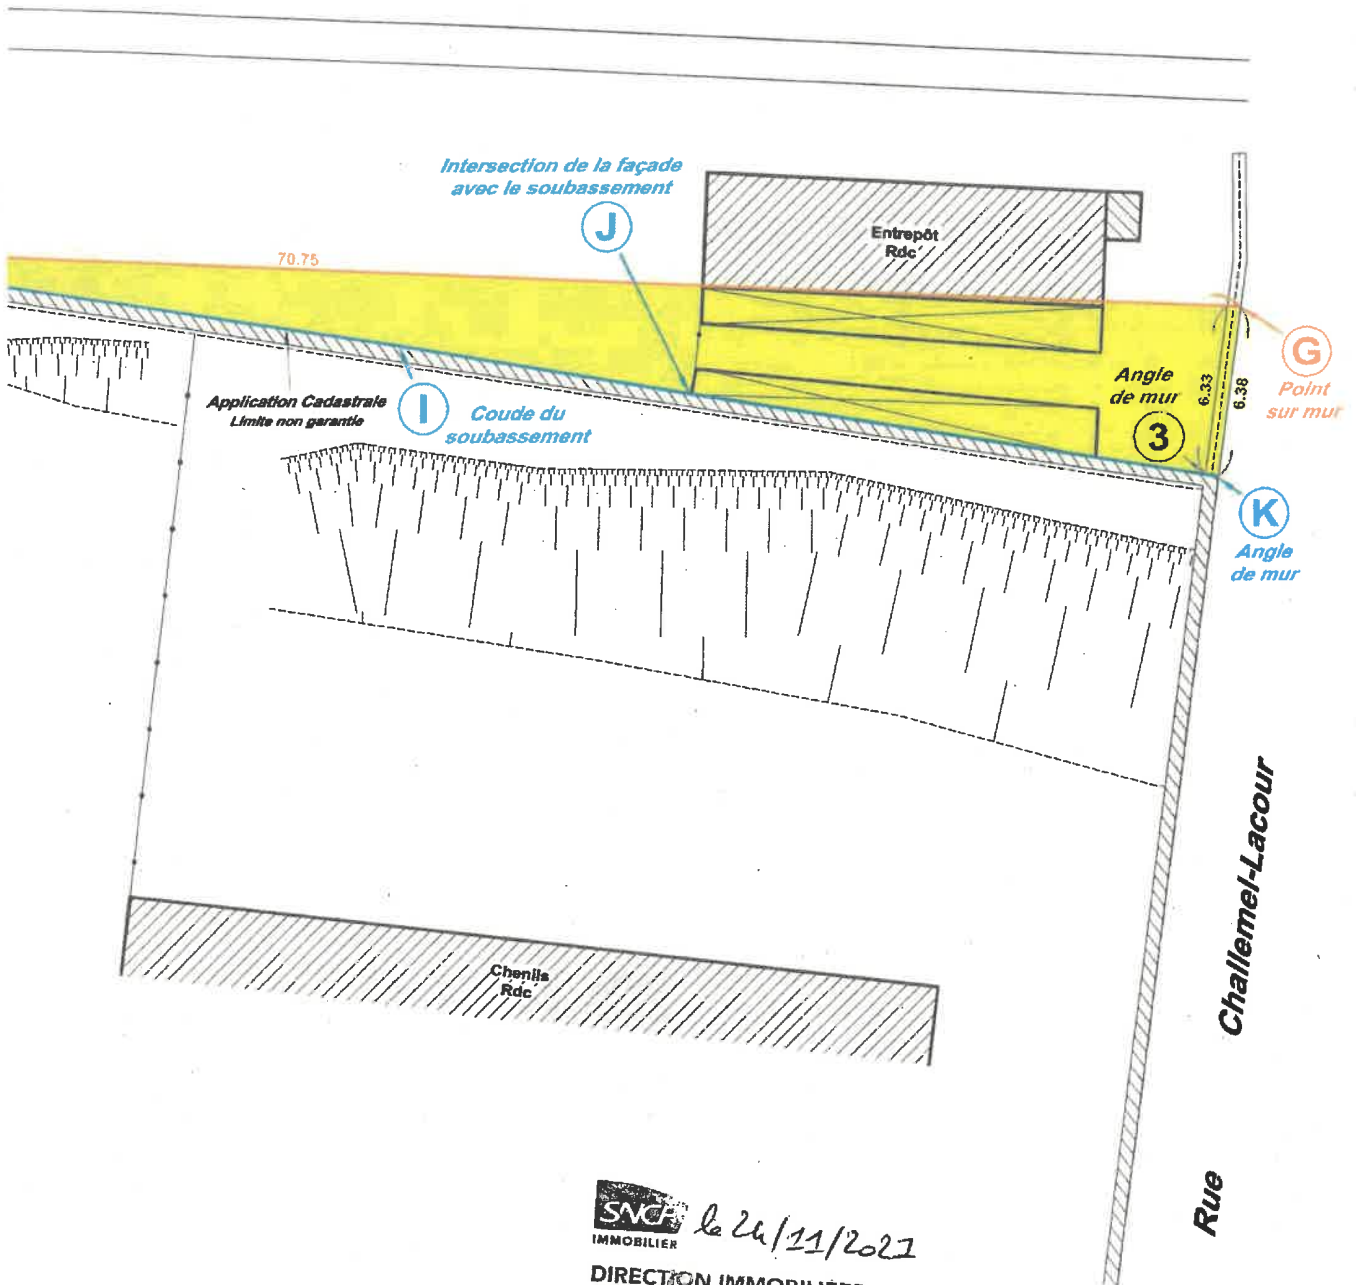 Intersection de la façade
avec le soubassement
J
Entrepôt
Rdc
70.75
G
Point
sur mur
Angle
de mur
3
6.33
6.38
Application Cadastrale
Limite non garantie
I
Coude du
soubassement
K
Angle
de mur
Rue Challemel-Lacour
Chenils
Rdc
SNCF
IMMOBILIER
le 24/11/2021
DIRECTION IMMOBILIÈRE